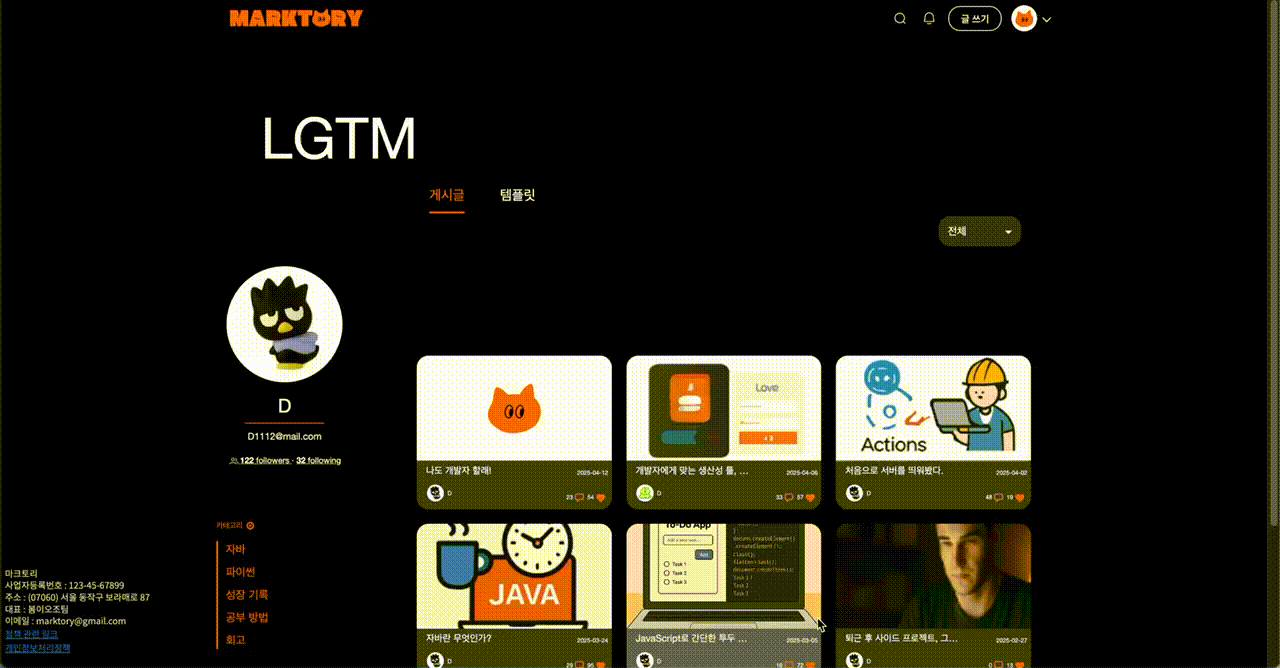 MARKTORY
글 쓰기
LGTM
게시글 템플릿
전체
D
D1112@mail.com
122 followers · 32 following
카테고리
자바
파이썬
성장 기록
공부 방법
회고
Love
Actions
나도 개발자 할래!
2025-04-12
D
23 54
개발자에게 맞는 생산성 툴, ...
2025-04-06
D
33 57
처음으로 서버를 띄워봤다.
2025-04-02
D
48 19
JAVA
To-Do App
Add a new task...
Add
Task 1
Task 2
Task 3
자바란 무엇인가?
2025-03-24
D
29 95
JavaScript로 간단한 투두 ...
2025-03-05
D
16 72
퇴근 후 사이드 프로젝트, 그...
2025-02-27
D
0 13
마크토리
사업자등록번호 : 123-45-67899
주소 : (07060) 서울 동작구 보라매로 87
대표 : 봄이오조팀
이메일 : marktory@gmail.com
정책 관련 링크
개인정보처리정책